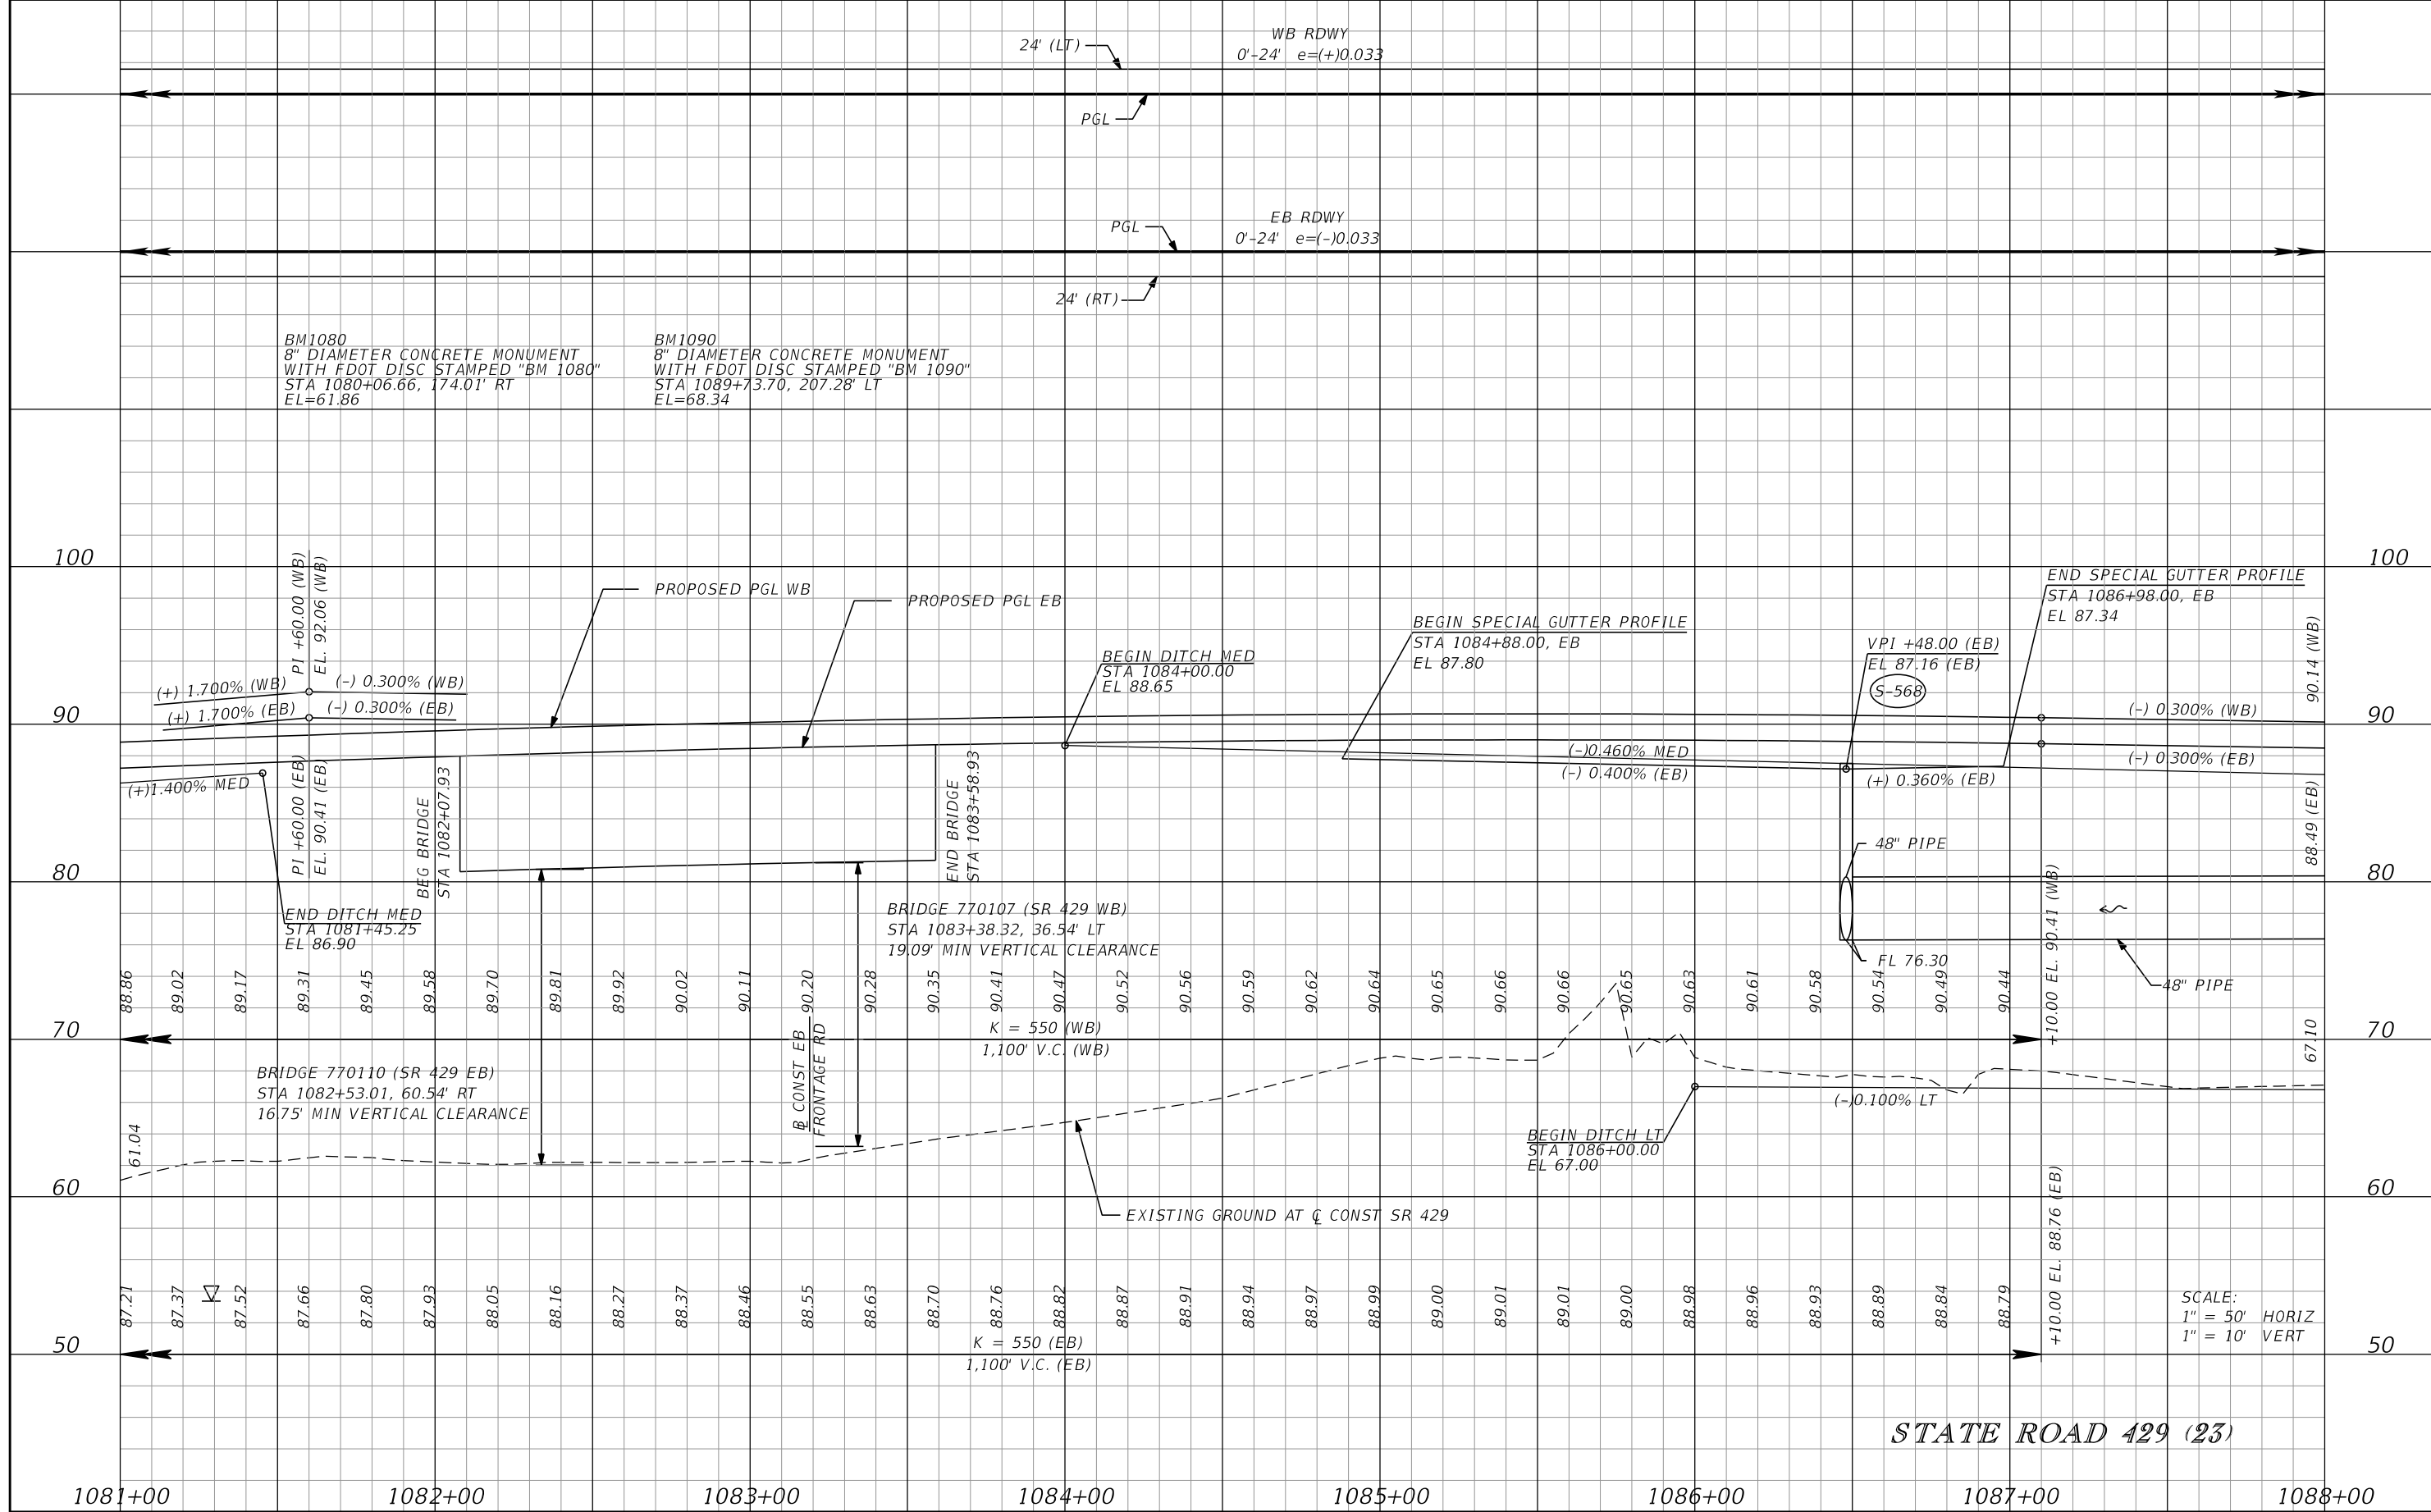 24' (LT)
WB RDWY
0'-24' e=(+)0.033
PGL
PGL
EB RDWY
0'-24' e=(-)0.033
24' (RT)
BM1080
8" DIAMETER CONCRETE MONUMENT
WITH FDOT DISC STAMPED "BM 1080"
STA 1080+06.66, 174.01' RT
EL=61.86
BM1090
8" DIAMETER CONCRETE MONUMENT
WITH FDOT DISC STAMPED "BM 1090"
STA 1089+73.70, 207.28' LT
EL=68.34
100
100
PI +60.00 (WB)
EL. 92.06 (WB)
PROPOSED PGL WB
PROPOSED PGL EB
BEGIN DITCH MED
STA 1084+00.00
EL 88.65
BEGIN SPECIAL GUTTER PROFILE
STA 1084+88.00, EB
EL 87.80
END SPECIAL GUTTER PROFILE
STA 1086+98.00, EB
EL 87.34
VPI +48.00 (EB)
EL 87.16 (EB)
S-568
90.14 (WB)
(+) 1.700% (WB)
(-) 0.300% (WB)
(+) 1.700% (EB)
(-) 0.300% (EB)
90
90
(-) 0.300% (WB)
(-)0.460% MED
(-) 0.400% (EB)
(+) 0.360% (EB)
(-) 0.300% (EB)
(+)1.400% MED
PI +60.00 (EB)
EL. 90.41 (EB)
BEG BRIDGE
STA 1082+07.93
END BRIDGE
STA 1083+58.93
88.49 (EB)
48" PIPE
80
80
END DITCH MED
STA 1081+45.25
EL 86.90
BRIDGE 770107 (SR 429 WB)
STA 1083+38.32, 36.54' LT
19.09' MIN VERTICAL CLEARANCE
FL 76.30
48" PIPE
+10.00 EL. 90.41 (WB)
88.86 89.02 89.17 89.31 89.45 89.58 89.70 89.81 89.92 90.02 90.11 90.20 90.28 90.35 90.41 90.47 90.52 90.56 90.59 90.62 90.64 90.65 90.66 90.66 90.65 90.63 90.61 90.58 90.54 90.49 90.44
70
70
K = 550 (WB)
1,100' V.C. (WB)
67.10
BRIDGE 770110 (SR 429 EB)
STA 1082+53.01, 60.54' RT
16.75' MIN VERTICAL CLEARANCE
B CONST EB
FRONTAGE RD
61.04
(-)0.100% LT
BEGIN DITCH LT
STA 1086+00.00
EL 67.00
60
60
EXISTING GROUND AT ℄ CONST SR 429
+10.00 EL. 88.76 (EB)
87.21 87.37 87.52 87.66 87.80 87.93 88.05 88.16 88.27 88.37 88.46 88.55 88.63 88.70 88.76 88.82 88.87 88.91 88.94 88.97 88.99 89.00 89.01 89.01 89.00 88.98 88.96 88.93 88.89 88.84 88.79
SCALE:
1" = 50' HORIZ
1" = 10' VERT
50
50
K = 550 (EB)
1,100' V.C. (EB)
STATE ROAD 429 (23)
1081+00
1082+00
1083+00
1084+00
1085+00
1086+00
1087+00
1088+00